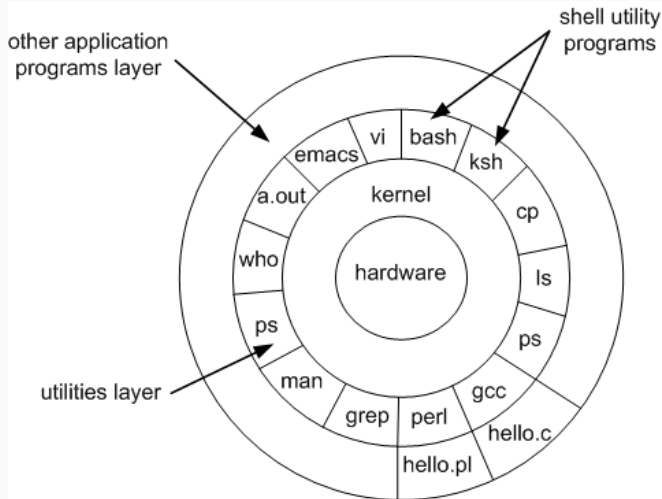 shell utility
programs
other application
programs layer
vi
bash
emacs
ksh
a.out
kernel
cp
who
hardware
ls
ps
ps
utilities layer
man
gcc
grep
perl
hello.c
hello.pl